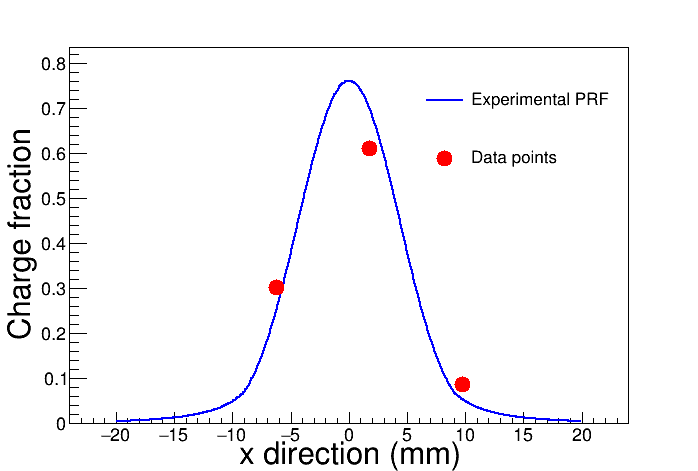 0.8
0.7
0.6
0.5
0.4
0.3
0.2
0.1
0
Charge fraction
Experimental PRF
Data points
−20 −15 −10 −5 0 5 10 15 20
x direction (mm)